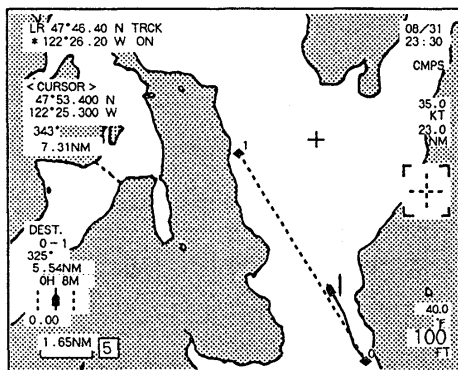 LR 47°46.40 N TRCK
* 122°26.20 W ON
08/31
23:30
CMPS
<CURSOR>
47°53.400 N
122°25.300 W
343°
7.31NM
35.0
KT
23.0
NM
1
DEST.
0-1
325°
5.54NM
0H 8M
0.00
1.65NM
5
0
40.0
°F
100
FT